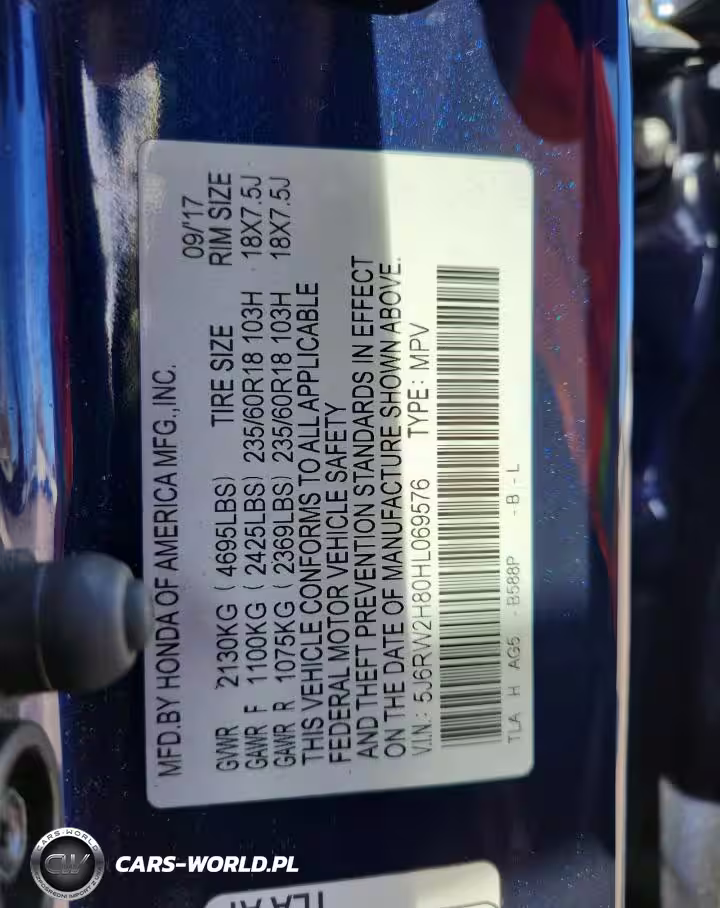 MFD.BY HONDA OF AMERICA MFG.,INC. 09/'17
GVWR 2130KG ( 4695LBS) TIRE SIZE RIM SIZE
GAWR F 1100KG ( 2425LBS) 235/60R18 103H 18X7.5J
GAWR R 1075KG ( 2369LBS) 235/60R18 103H 18X7.5J
THIS VEHICLE CONFORMS TO ALL APPLICABLE
FEDERAL MOTOR VEHICLE SAFETY
AND THEFT PREVENTION STANDARDS IN EFFECT
ON THE DATE OF MANUFACTURE SHOWN ABOVE.
V.I.N.: 5J6RW2H80HL069576 TYPE: MPV
TLA H AG5 - B588P - B - L
CARS-WORLD
CW
CARS-WORLD.PL